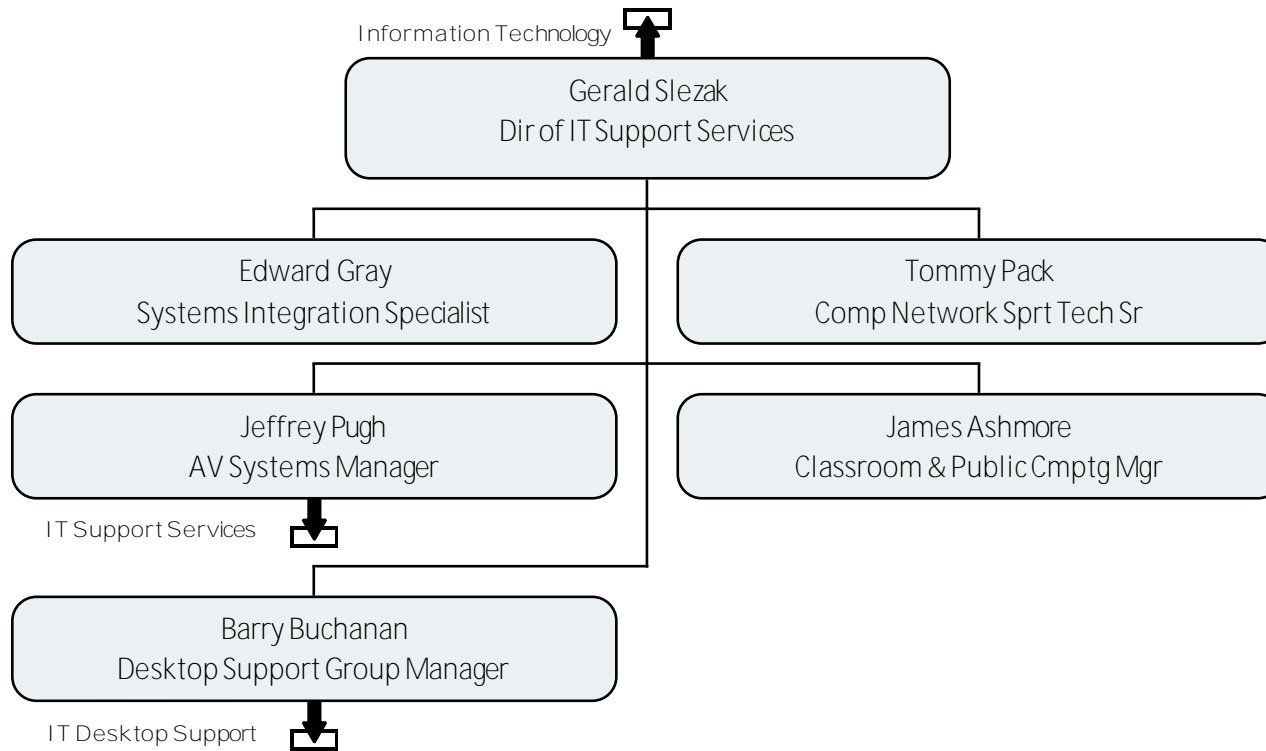 Information Technology
Gerald Slezak
Dir of IT Support Services
Edward Gray
Systems Integration Specialist
Tommy Pack
Comp Network Sprt Tech Sr
Jeffrey Pugh
AV Systems Manager
James Ashmore
Classroom & Public Cmptg Mgr
IT Support Services
Barry Buchanan
Desktop Support Group Manager
IT Desktop Support